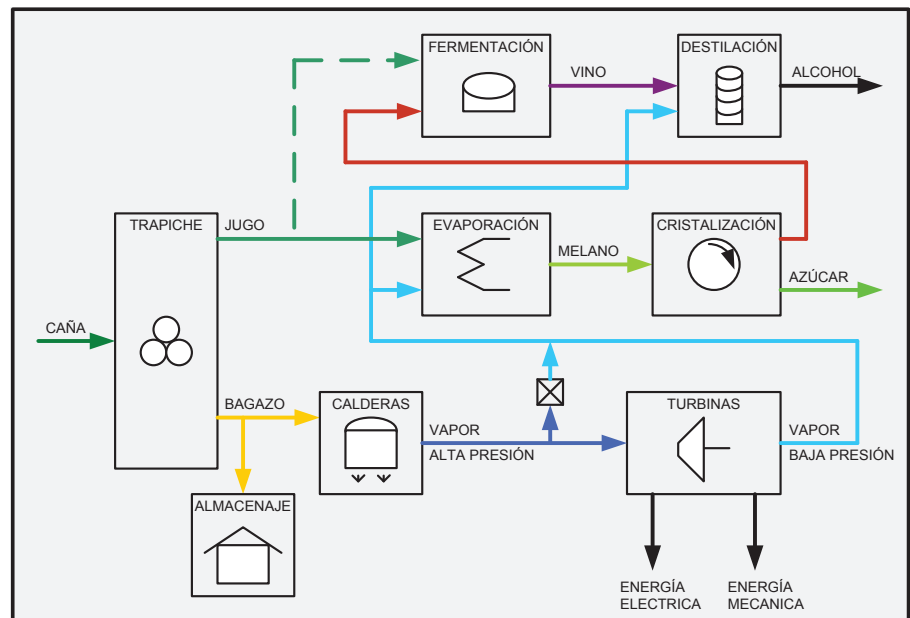 FERMENTACIÓN
VINO
DESTILACIÓN
ALCOHOL
TRAPICHE
JUGO
EVAPORACIÓN
MELANO
CRISTALIZACIÓN
AZÚCAR
CAÑA
BAGAZO
CALDERAS
VAPOR
ALTA PRESIÓN
TURBINAS
VAPOR
BAJA PRESIÓN
ALMACENAJE
ENERGÍA
ELECTRICA
ENERGÍA
MECANICA